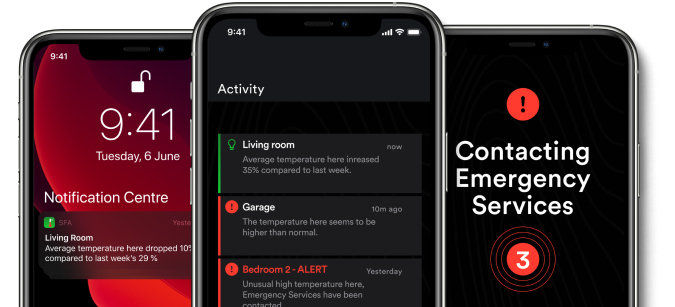 9:41
9:41
Tuesday, 6 June
Notification Centre
SFA
Living Room
Average temperature here dropped 10%
compared to last week's 29 %
9:41
Activity
Living room
now
Average temperature here inreased
35% compared to last week.
Garage
10m ago
The temperature here seems to be
higher than normal.
Bedroom 2 - ALERT
Yesterday
Unusual high temperature here,
Emergency Services have been
contacted
Contacting
Emergency
Services
3